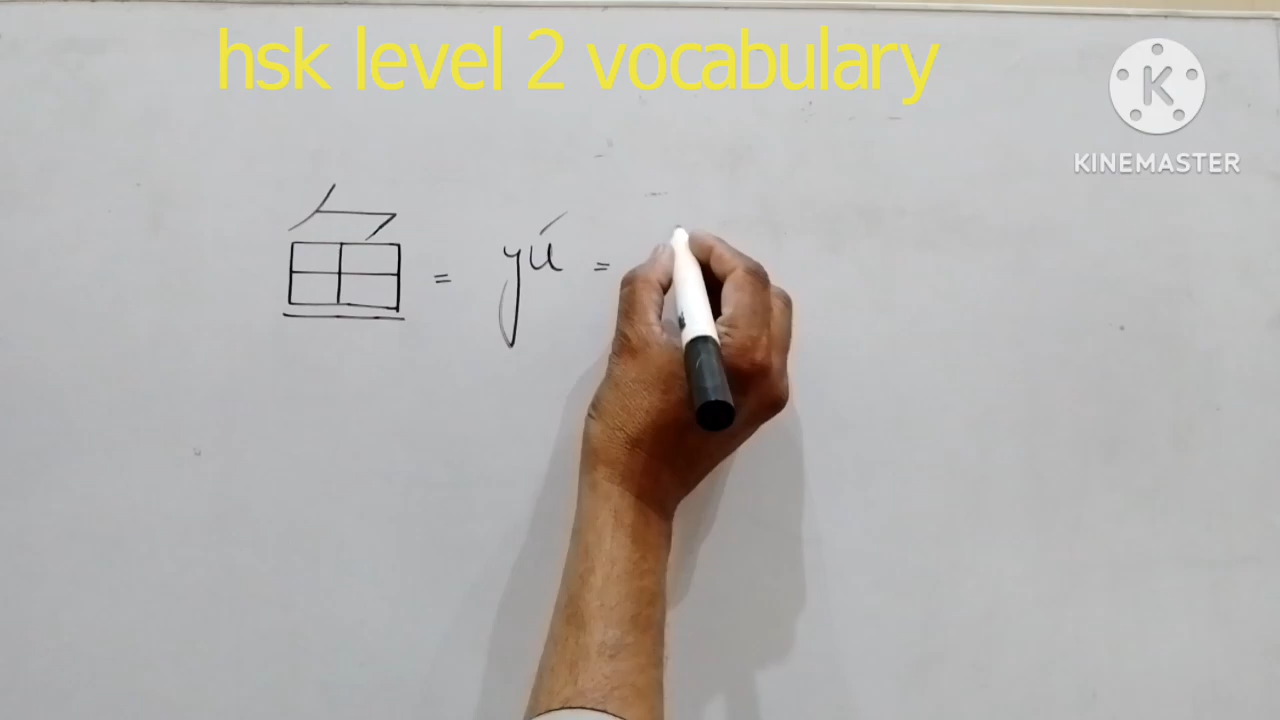 hsk level 2 vocabulary
KINEMASTER
鱼 = yú =